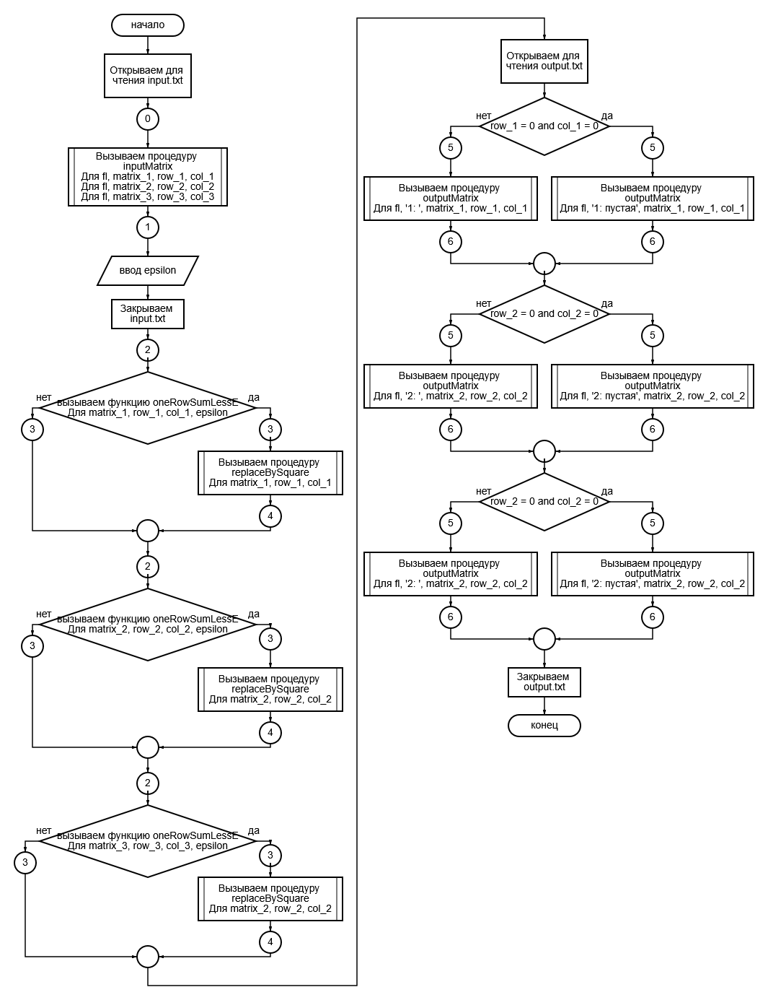 начало
Открываем для
чтения input.txt
0
Вызываем процедуру
inputMatrix
Для fl, matrix_1, row_1, col_1
Для fl, matrix_2, row_2, col_2
Для fl, matrix_3, row_3, col_3
1
ввод epsilon
Закрываем
input.txt
2
нет
да
вызываем функцию oneRowSumLessE
Для matrix_1, row_1, col_1, epsilon
3
3
Вызываем процедуру
replaceBySquare
Для matrix_1, row_1, col_1
4
2
нет
да
вызываем функцию oneRowSumLessE
Для matrix_2, row_2, col_2, epsilon
3
3
Вызываем процедуру
replaceBySquare
Для matrix_2, row_2, col_2
4
2
нет
да
вызываем функцию oneRowSumLessE
Для matrix_3, row_3, col_3, epsilon
3
3
Вызываем процедуру
replaceBySquare
Для matrix_2, row_2, col_2
4
Открываем для
чтения output.txt
нет
да
row_1 = 0 and col_1 = 0
5
5
Вызываем процедуру
outputMatrix
Для fl, '1: ', matrix_1, row_1, col_1
Вызываем процедуру
outputMatrix
Для fl, '1: пустая', matrix_1, row_1, col_1
6
6
нет
да
row_2 = 0 and col_2 = 0
5
5
Вызываем процедуру
outputMatrix
Для fl, '2: ', matrix_2, row_2, col_2
Вызываем процедуру
outputMatrix
Для fl, '2: пустая', matrix_2, row_2, col_2
6
6
нет
да
row_2 = 0 and col_2 = 0
5
5
Вызываем процедуру
outputMatrix
Для fl, '2: ', matrix_2, row_2, col_2
Вызываем процедуру
outputMatrix
Для fl, '2: пустая', matrix_2, row_2, col_2
6
6
Закрываем
output.txt
конец